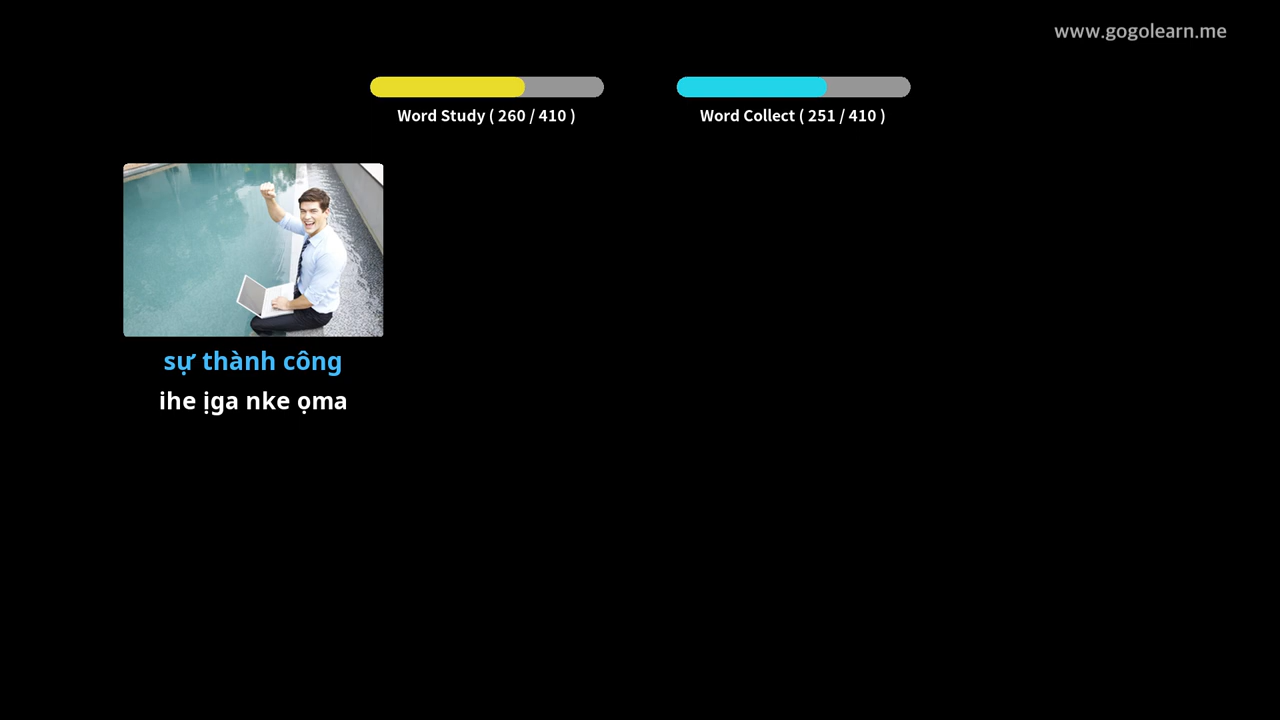 www.gogolearn.me
Word Study ( 260 / 410 )
Word Collect ( 251 / 410 )
sự thành công
ihe ịga nke ọma